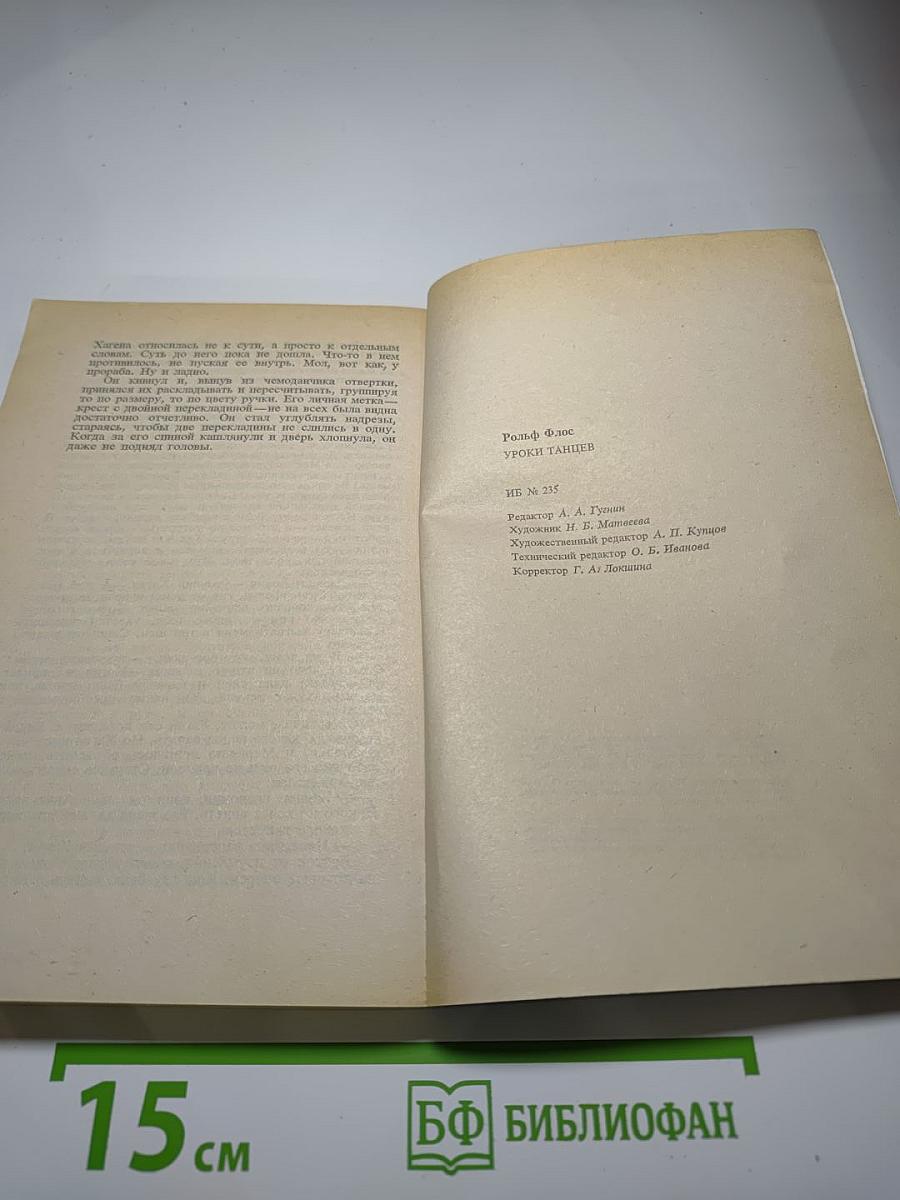 Хагена относилась не к сути, а просто к отдельным
словам. Суть до него пока не дошла. Что-то в нем
противилось, не пуская ее внутрь. Мол, вот как, у
прораба. Ну и ладно.
Он кивнул и, вынув из чемоданчика отвертки,
принялся их раскладывать и пересчитывать, группируя
то по размеру, то по цвету ручки. Его личная метка—
крест с двойной перекладиной—не на всех была видна
достаточно отчетливо. Он стал углублять надрезы,
стараясь, чтобы две перекладины не слились в одну.
Когда за его спиной кашлянули и дверь хлопнула, он
даже не поднял головы.
Рольф Флос
УРОКИ ТАНЦЕВ
ИБ № 235
Редактор А. А. Гугнин
Художник Н. Б. Матвеева
Художественный редактор А. П. Купцов
Технический редактор О. Б. Иванова
Корректор Г. А. Локшина
15 см
БФ БИБЛИОФАН